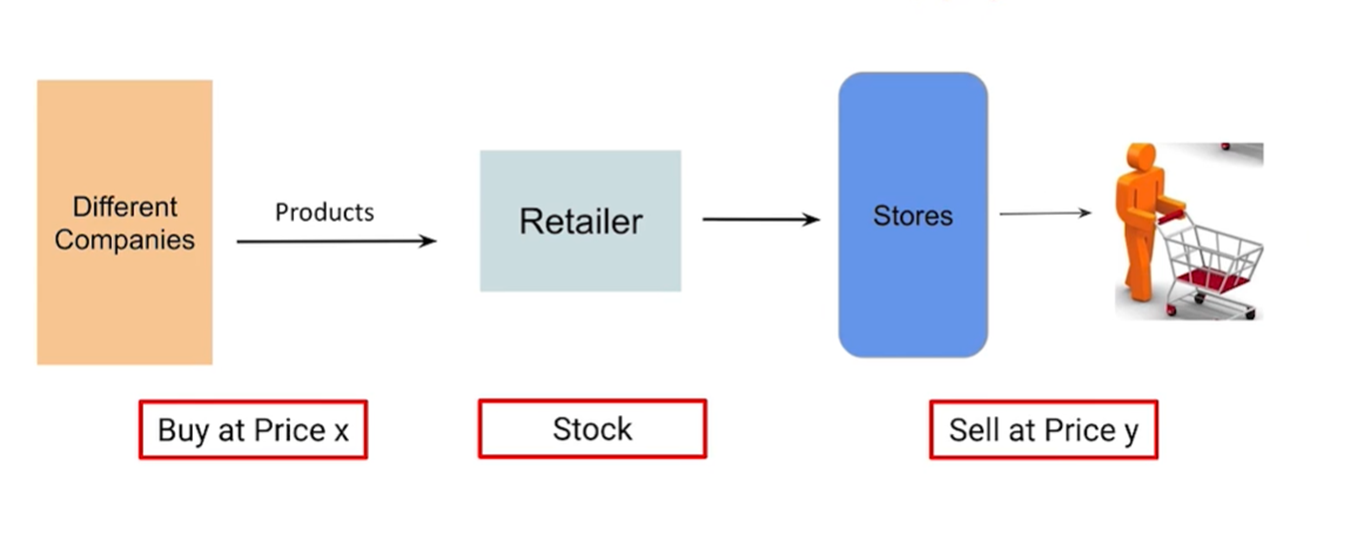 Different
Companies
Products
Retailer
Stores
Buy at Price x
Stock
Sell at Price y